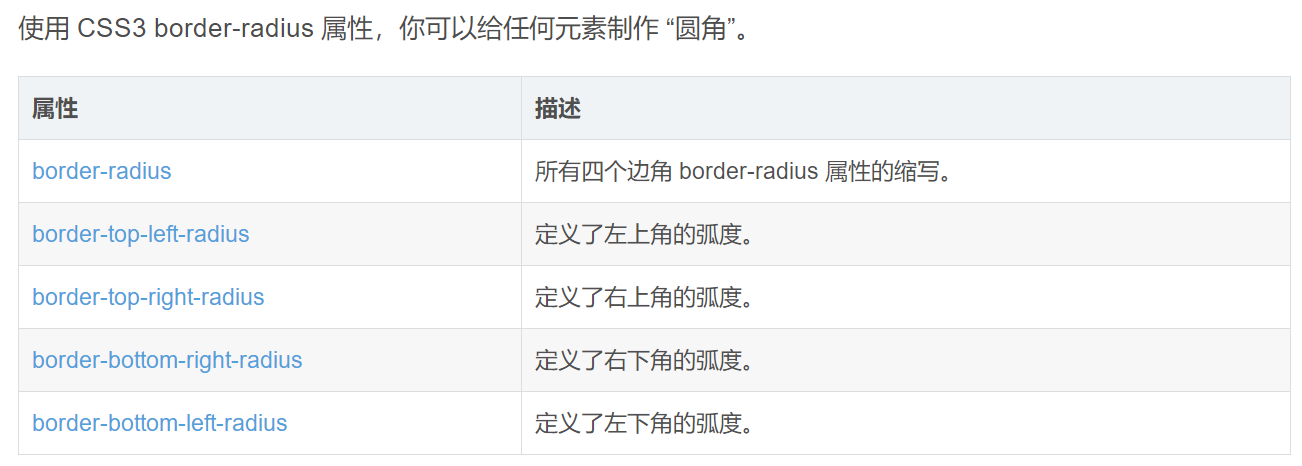 使用 CSS3 border-radius 属性，你可以给任何元素制作 “圆角”。
属性 描述
border-radius 所有四个边角 border-radius 属性的缩写。
border-top-left-radius 定义了左上角的弧度。
border-top-right-radius 定义了右上角的弧度。
border-bottom-right-radius 定义了右下角的弧度。
border-bottom-left-radius 定义了左下角的弧度。